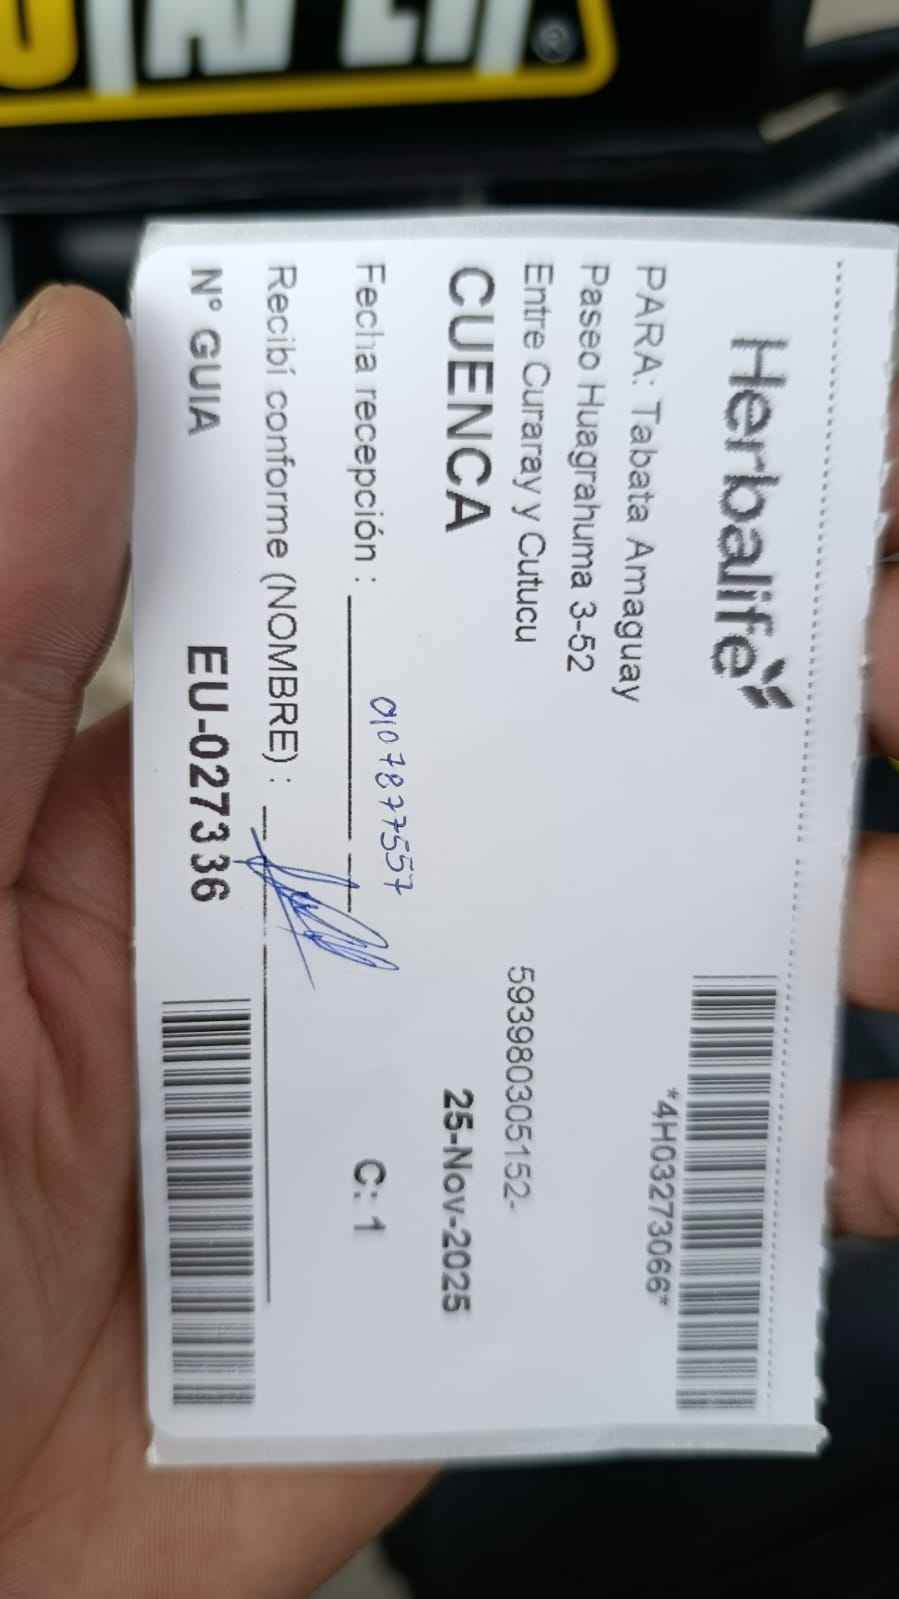 Herbalife
*4H03273066*
PARA: Tabata Amaguay
Paseo Huagrahuma 3-52
Entre Curaray y Cutucu
593980305152-
CUENCA
25-Nov-2025
0107877557
Fecha recepción :
C: 1
Recibí conforme (NOMBRE) :
N° GUIA
EU-027336